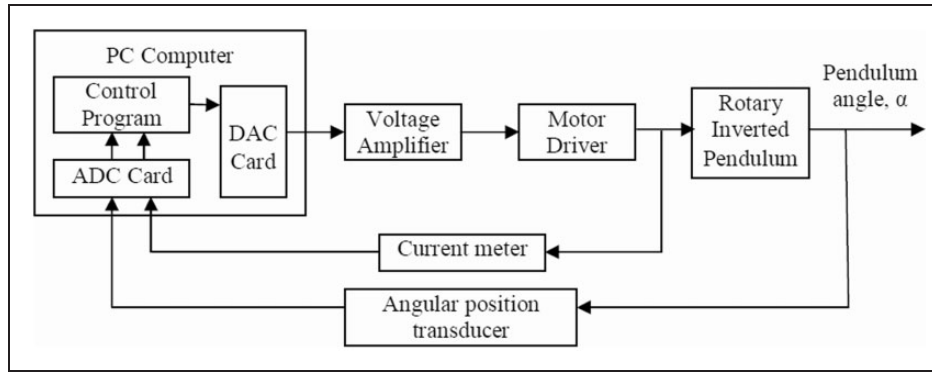 PC Computer
Control
Program
DAC
Card
ADC Card
Voltage
Amplifier
Motor
Driver
Rotary
Inverted
Pendulum
Pendulum
angle, α
Current meter
Angular position
transducer